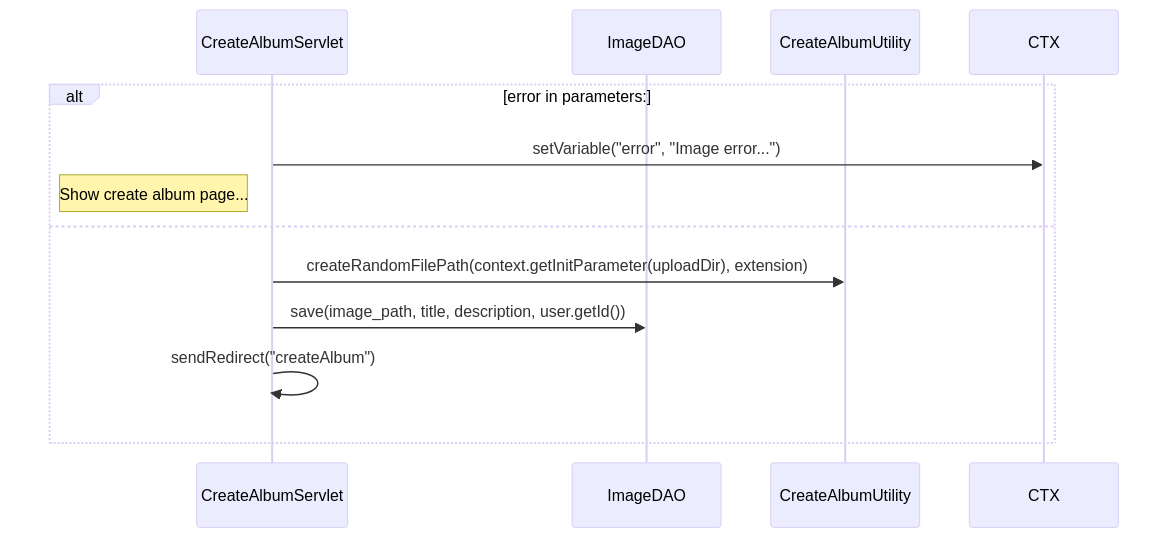 CreateAlbumServlet
ImageDAO
CreateAlbumUtility
CTX
alt
[error in parameters:]
setVariable("error", "Image error...")
Show create album page...
createRandomFilePath(context.getInitParameter(uploadDir), extension)
save(image_path, title, description, user.getId())
sendRedirect("createAlbum")
CreateAlbumServlet
ImageDAO
CreateAlbumUtility
CTX